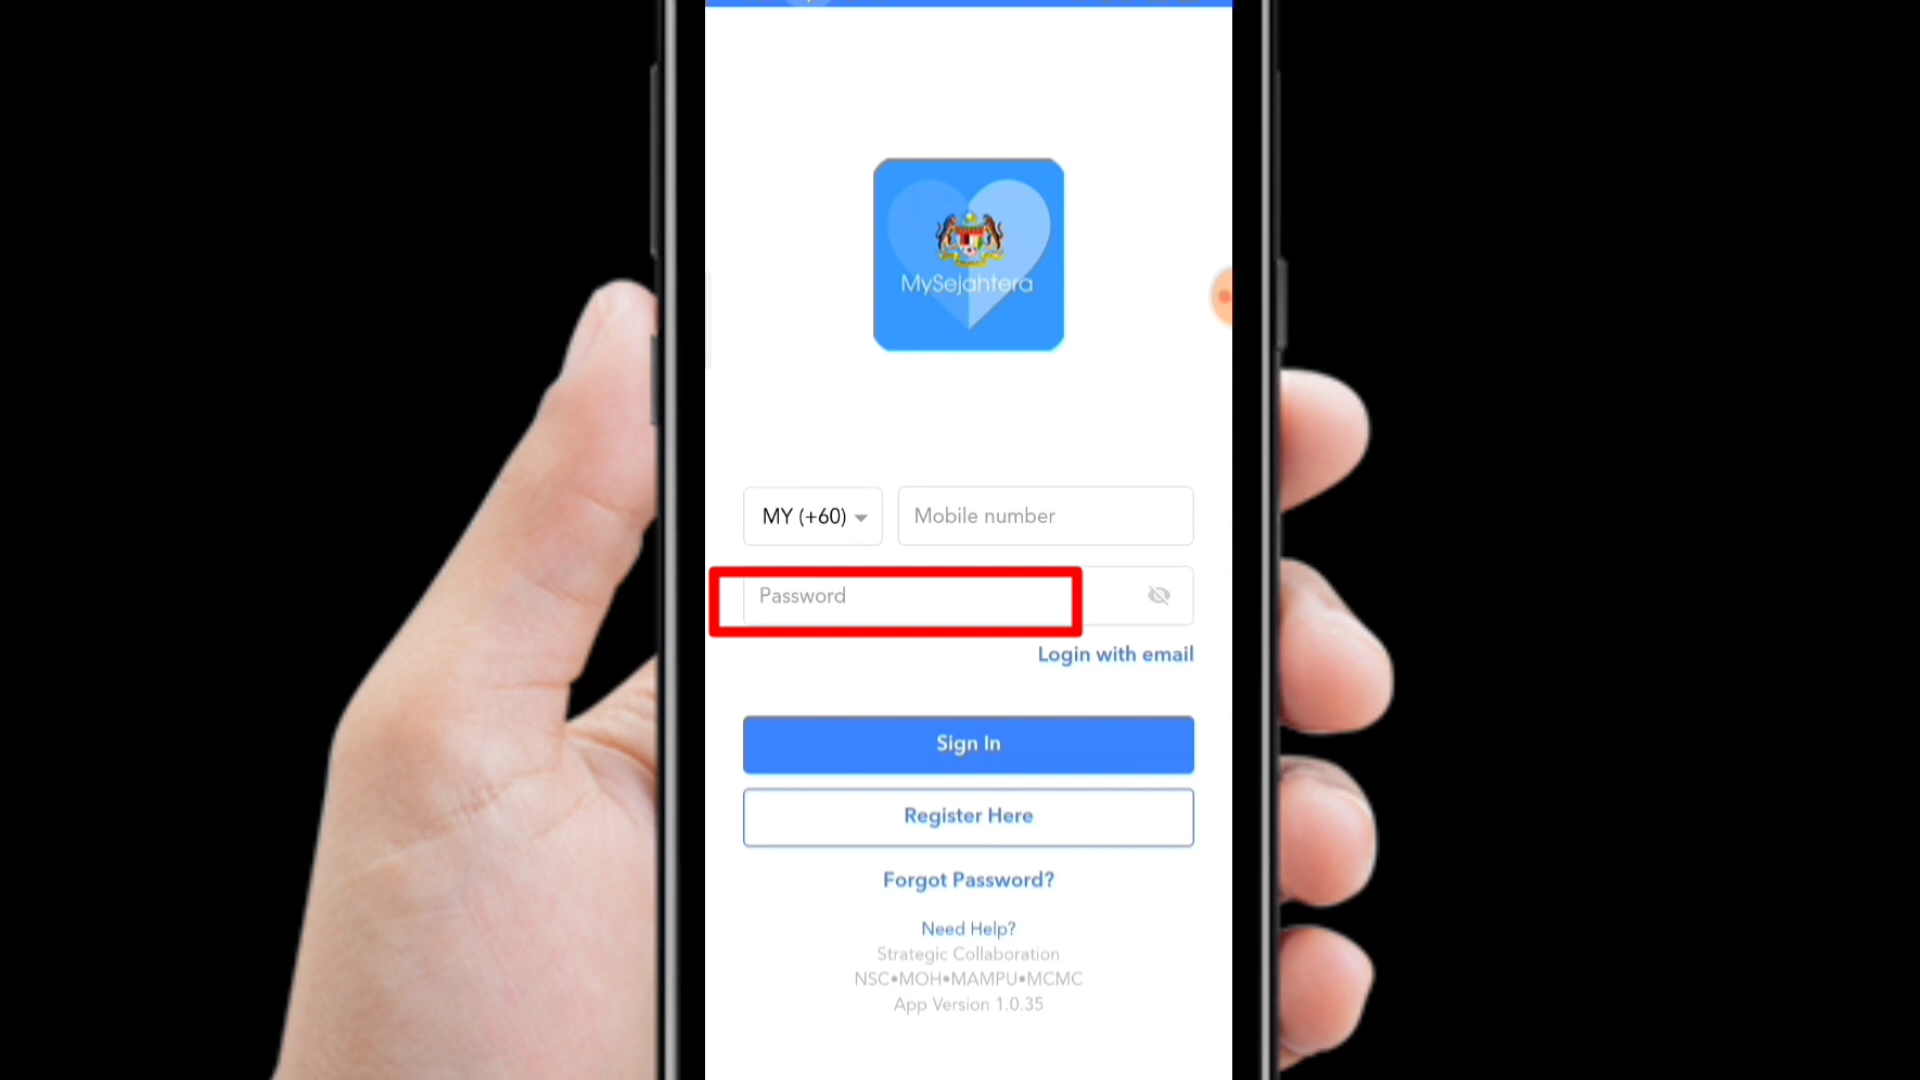 MySejahtera
MY (+60)
Mobile number
Password
Login with email
Sign In
Register Here
Forgot Password?
Need Help?
Strategic Collaboration
NSC•MOH•MAMPU•MCMC
App Version 1.0.35